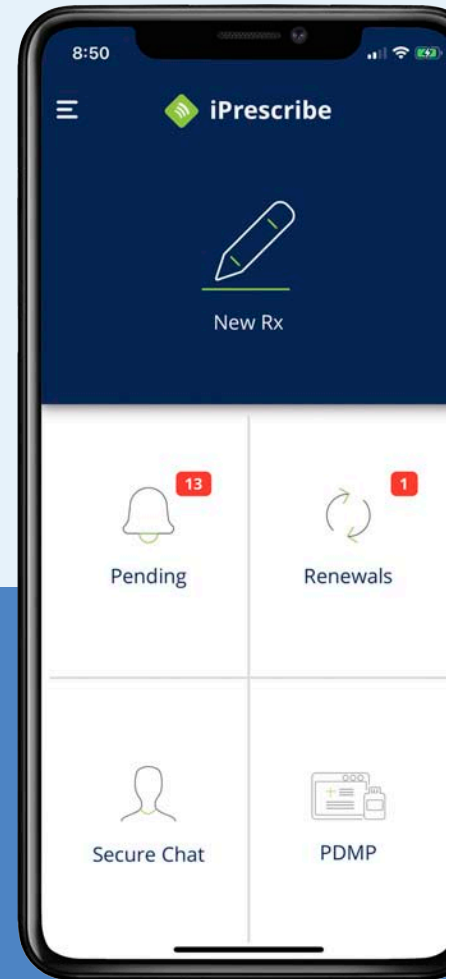 8:50
iPrescribe
New Rx
13
1
Pending
Renewals
Secure Chat
PDMP